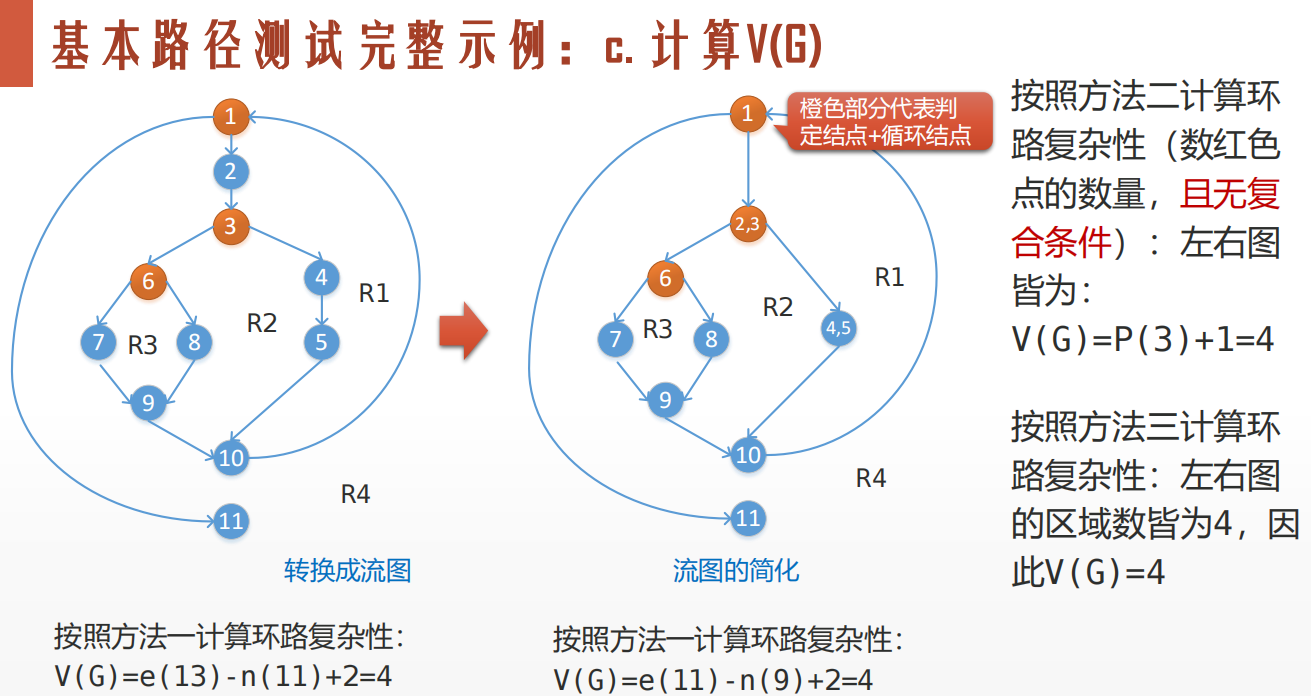 基本路径测试完整示例：c.计算V(G)
1
2
3
6
4
R1
R2
7
R3
8
5
9
10
R4
11
转换成流图
按照方法一计算环路复杂性：
V(G)=e(13)-n(11)+2=4
1
橙色部分代表判
定结点+循环结点
2,3
6
R1
R2
7
R3
8
4,5
9
10
R4
11
流图的简化
按照方法一计算环路复杂性：
V(G)=e(11)-n(9)+2=4
按照方法二计算环
路复杂性（数红色
点的数量，且无复
合条件）：左右图
皆为：
V(G)=P(3)+1=4
按照方法三计算环
路复杂性：左右图
的区域数皆为4，因
此V(G)=4